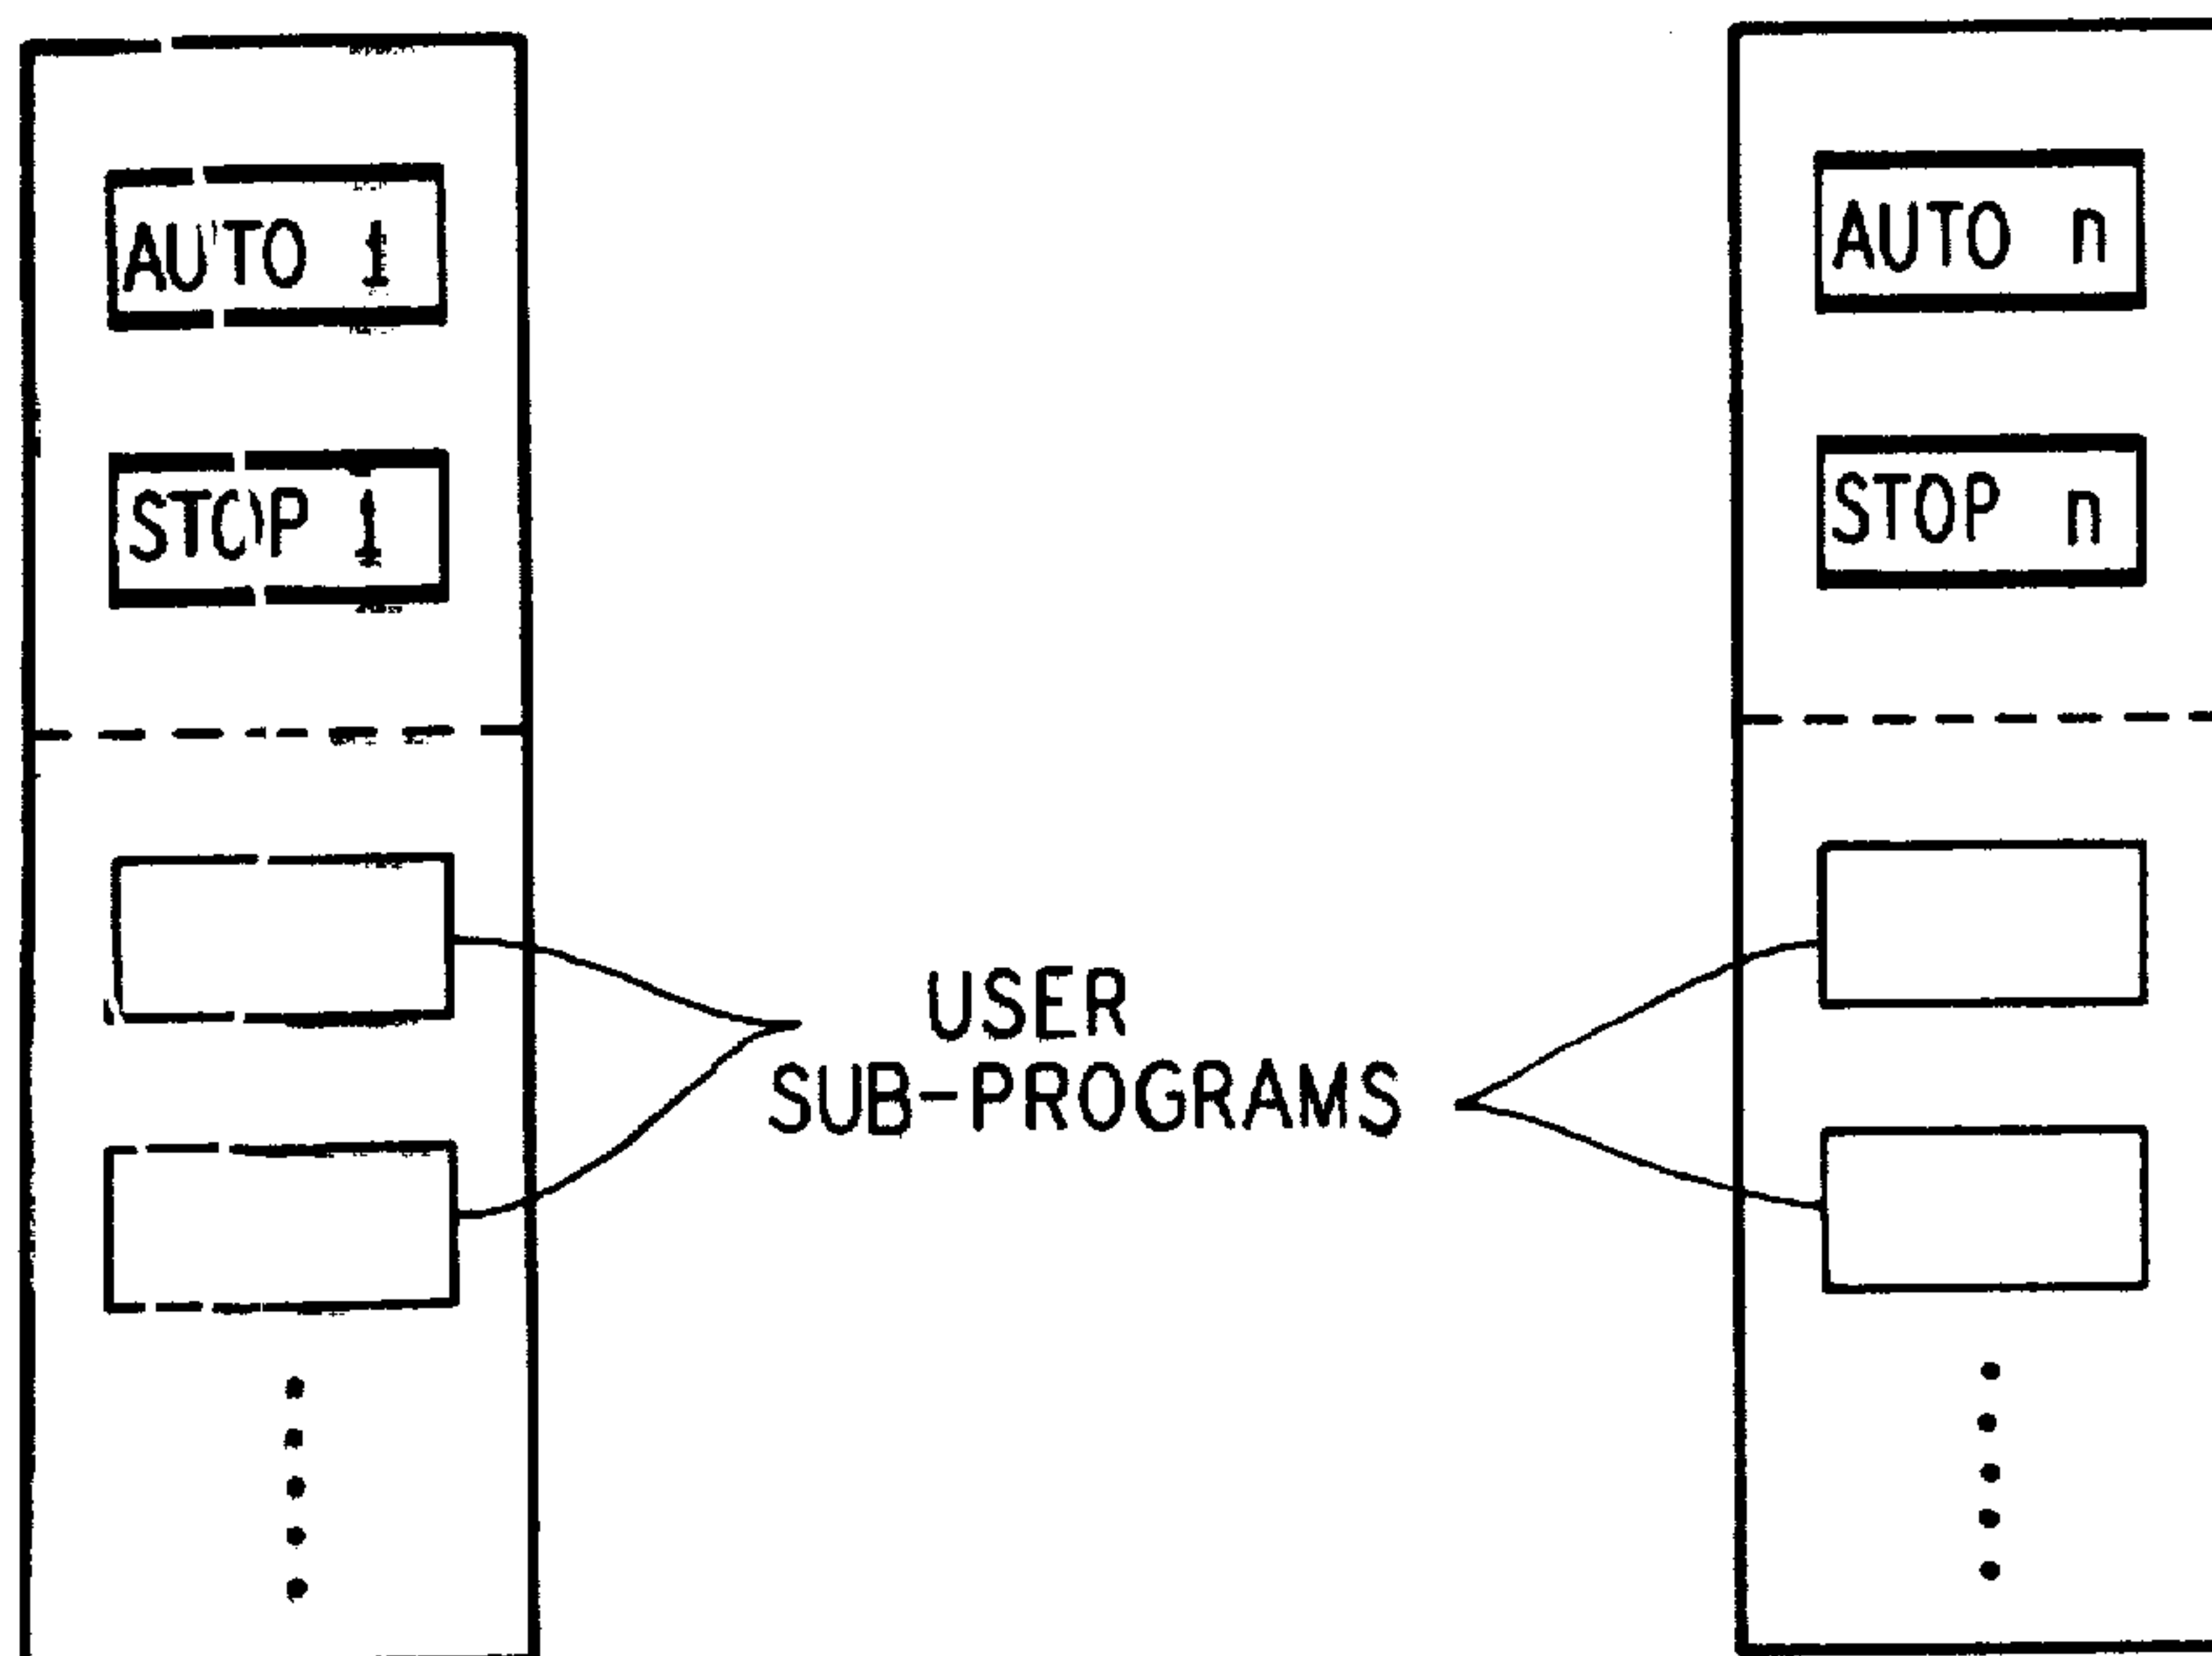 AUTO 1
STOP 1
AUTO n
STOP n
USER
SUB-PROGRAMS